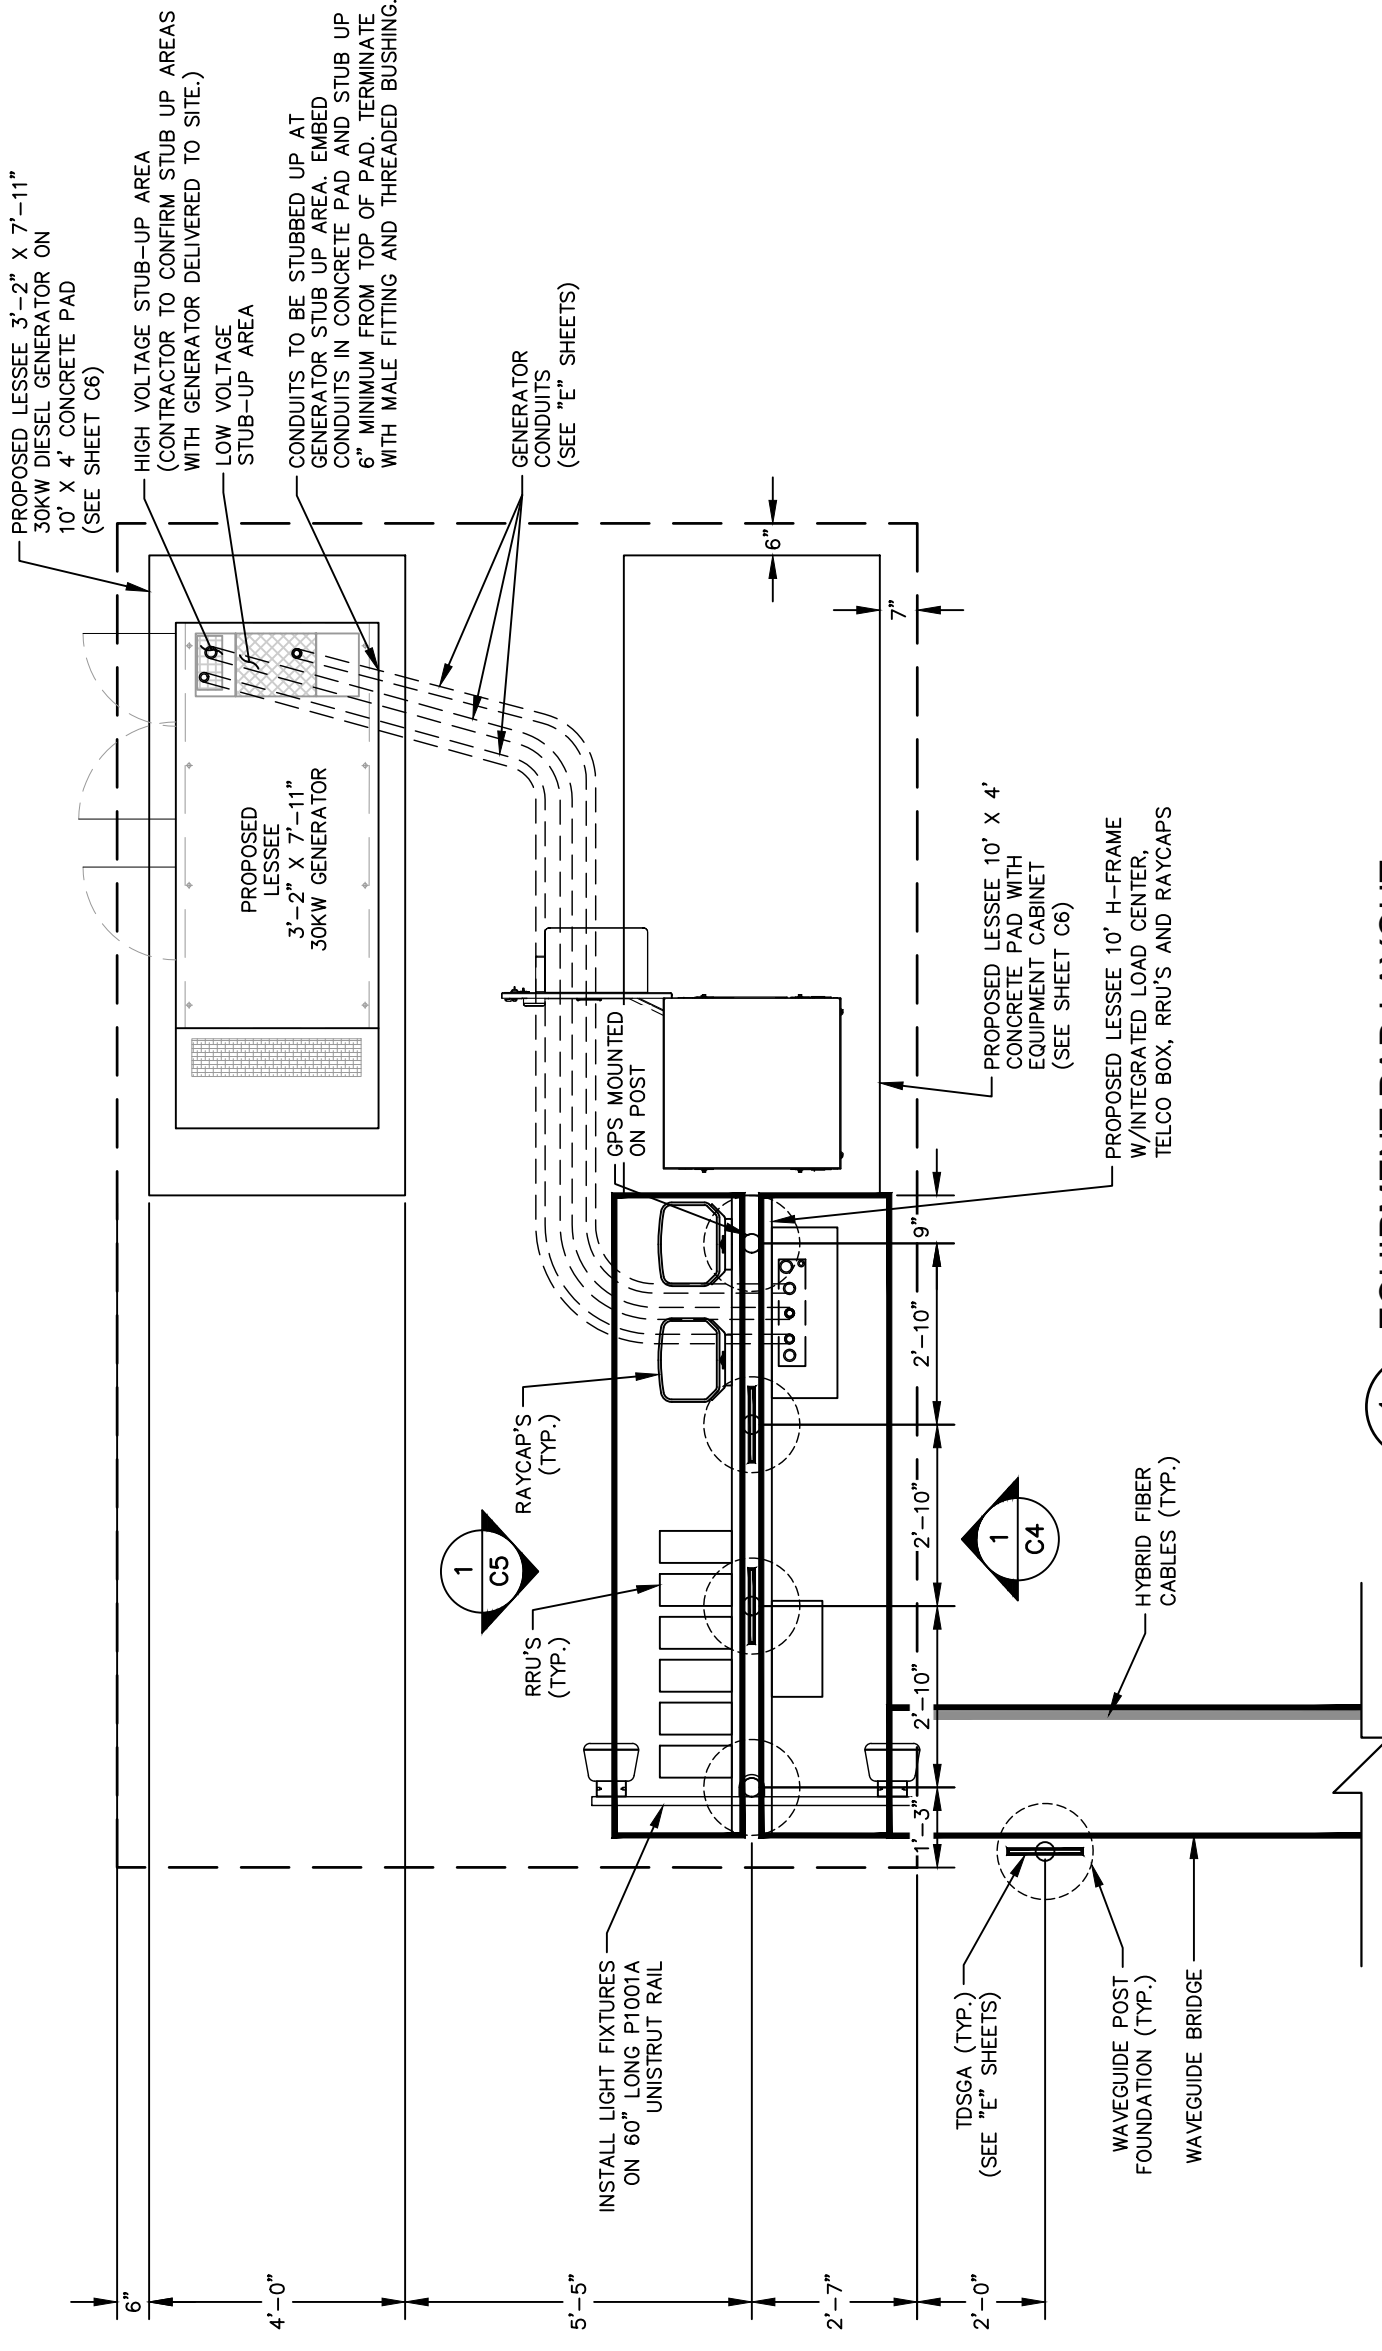 PROPOSED LESSEE 3'-2" X 7'-11"
30KW DIESEL GENERATOR ON
10' X 4' CONCRETE PAD
(SEE SHEET C6)
HIGH VOLTAGE STUB-UP AREA
(CONTRACTOR TO CONFIRM STUB UP AREAS
WITH GENERATOR DELIVERED TO SITE.)
LOW VOLTAGE
STUB-UP AREA
CONDUITS TO BE STUBBED UP AT
GENERATOR STUB UP AREA. EMBED
CONDUITS IN CONCRETE PAD AND STUB UP
6" MINIMUM FROM TOP OF PAD. TERMINATE
WITH MALE FITTING AND THREADED BUSHING.
GENERATOR
CONDUITS
(SEE "E" SHEETS)
PROPOSED
LESSEE
3'-2" X 7'-11"
30KW GENERATOR
6"
7"
GPS MOUNTED
ON POST
PROPOSED LESSEE 10' X 4'
CONCRETE PAD WITH
EQUIPMENT CABINET
(SEE SHEET C6)
PROPOSED LESSEE 10' H-FRAME
W/INTEGRATED LOAD CENTER,
TELCO BOX, RRU'S AND RAYCAPS
RAYCAP'S
(TYP.)
1
C5
RRU'S
(TYP.)
9"
2'-10"
2'-10"
2'-10"
1'-3"
1
C4
HYBRID FIBER
CABLES (TYP.)
INSTALL LIGHT FIXTURES
ON 60" LONG P1001A
UNISTRUT RAIL
TDSGA (TYP.)
(SEE "E" SHEETS)
WAVEGUIDE POST
FOUNDATION (TYP.)
WAVEGUIDE BRIDGE
6"
4'-0"
5'-5"
2'-7"
2'-0"